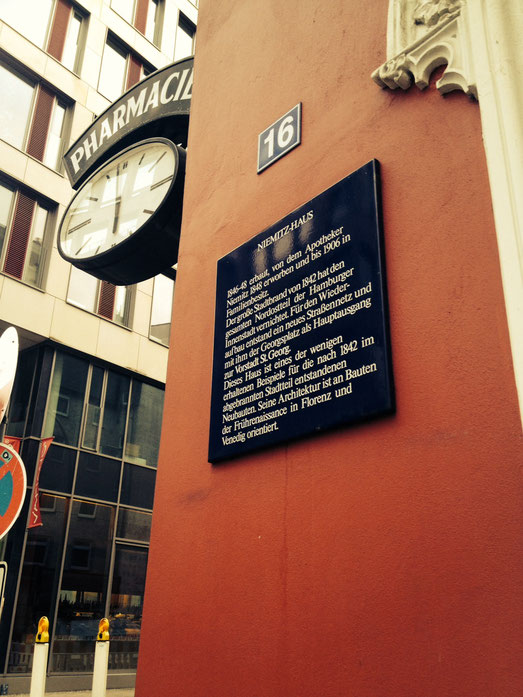 PHARMACIE
16
NIEMITZ-HAUS
1846-48 erbaut, von dem Apotheker
Niemitz 1848 erworben und bis 1906 in
Familienbesitz.
Der große Stadtbrand von 1842 hat den
gesamten Nordostteil der Hamburger
Innenstadt vernichtet. Für den Wieder-
aufbau entstand ein neues Straßennetz und
mit ihm der Georgsplatz als Hauptausgang
zur Vorstadt St. Georg.
Dieses Haus ist eines der wenigen
erhaltenen Beispiele für die nach 1842 im
abgebrannten Stadtteil entstandenen
Neubauten. Seine Architektur ist an Bauten
der Frührenaissance in Florenz und
Venedig orientiert.